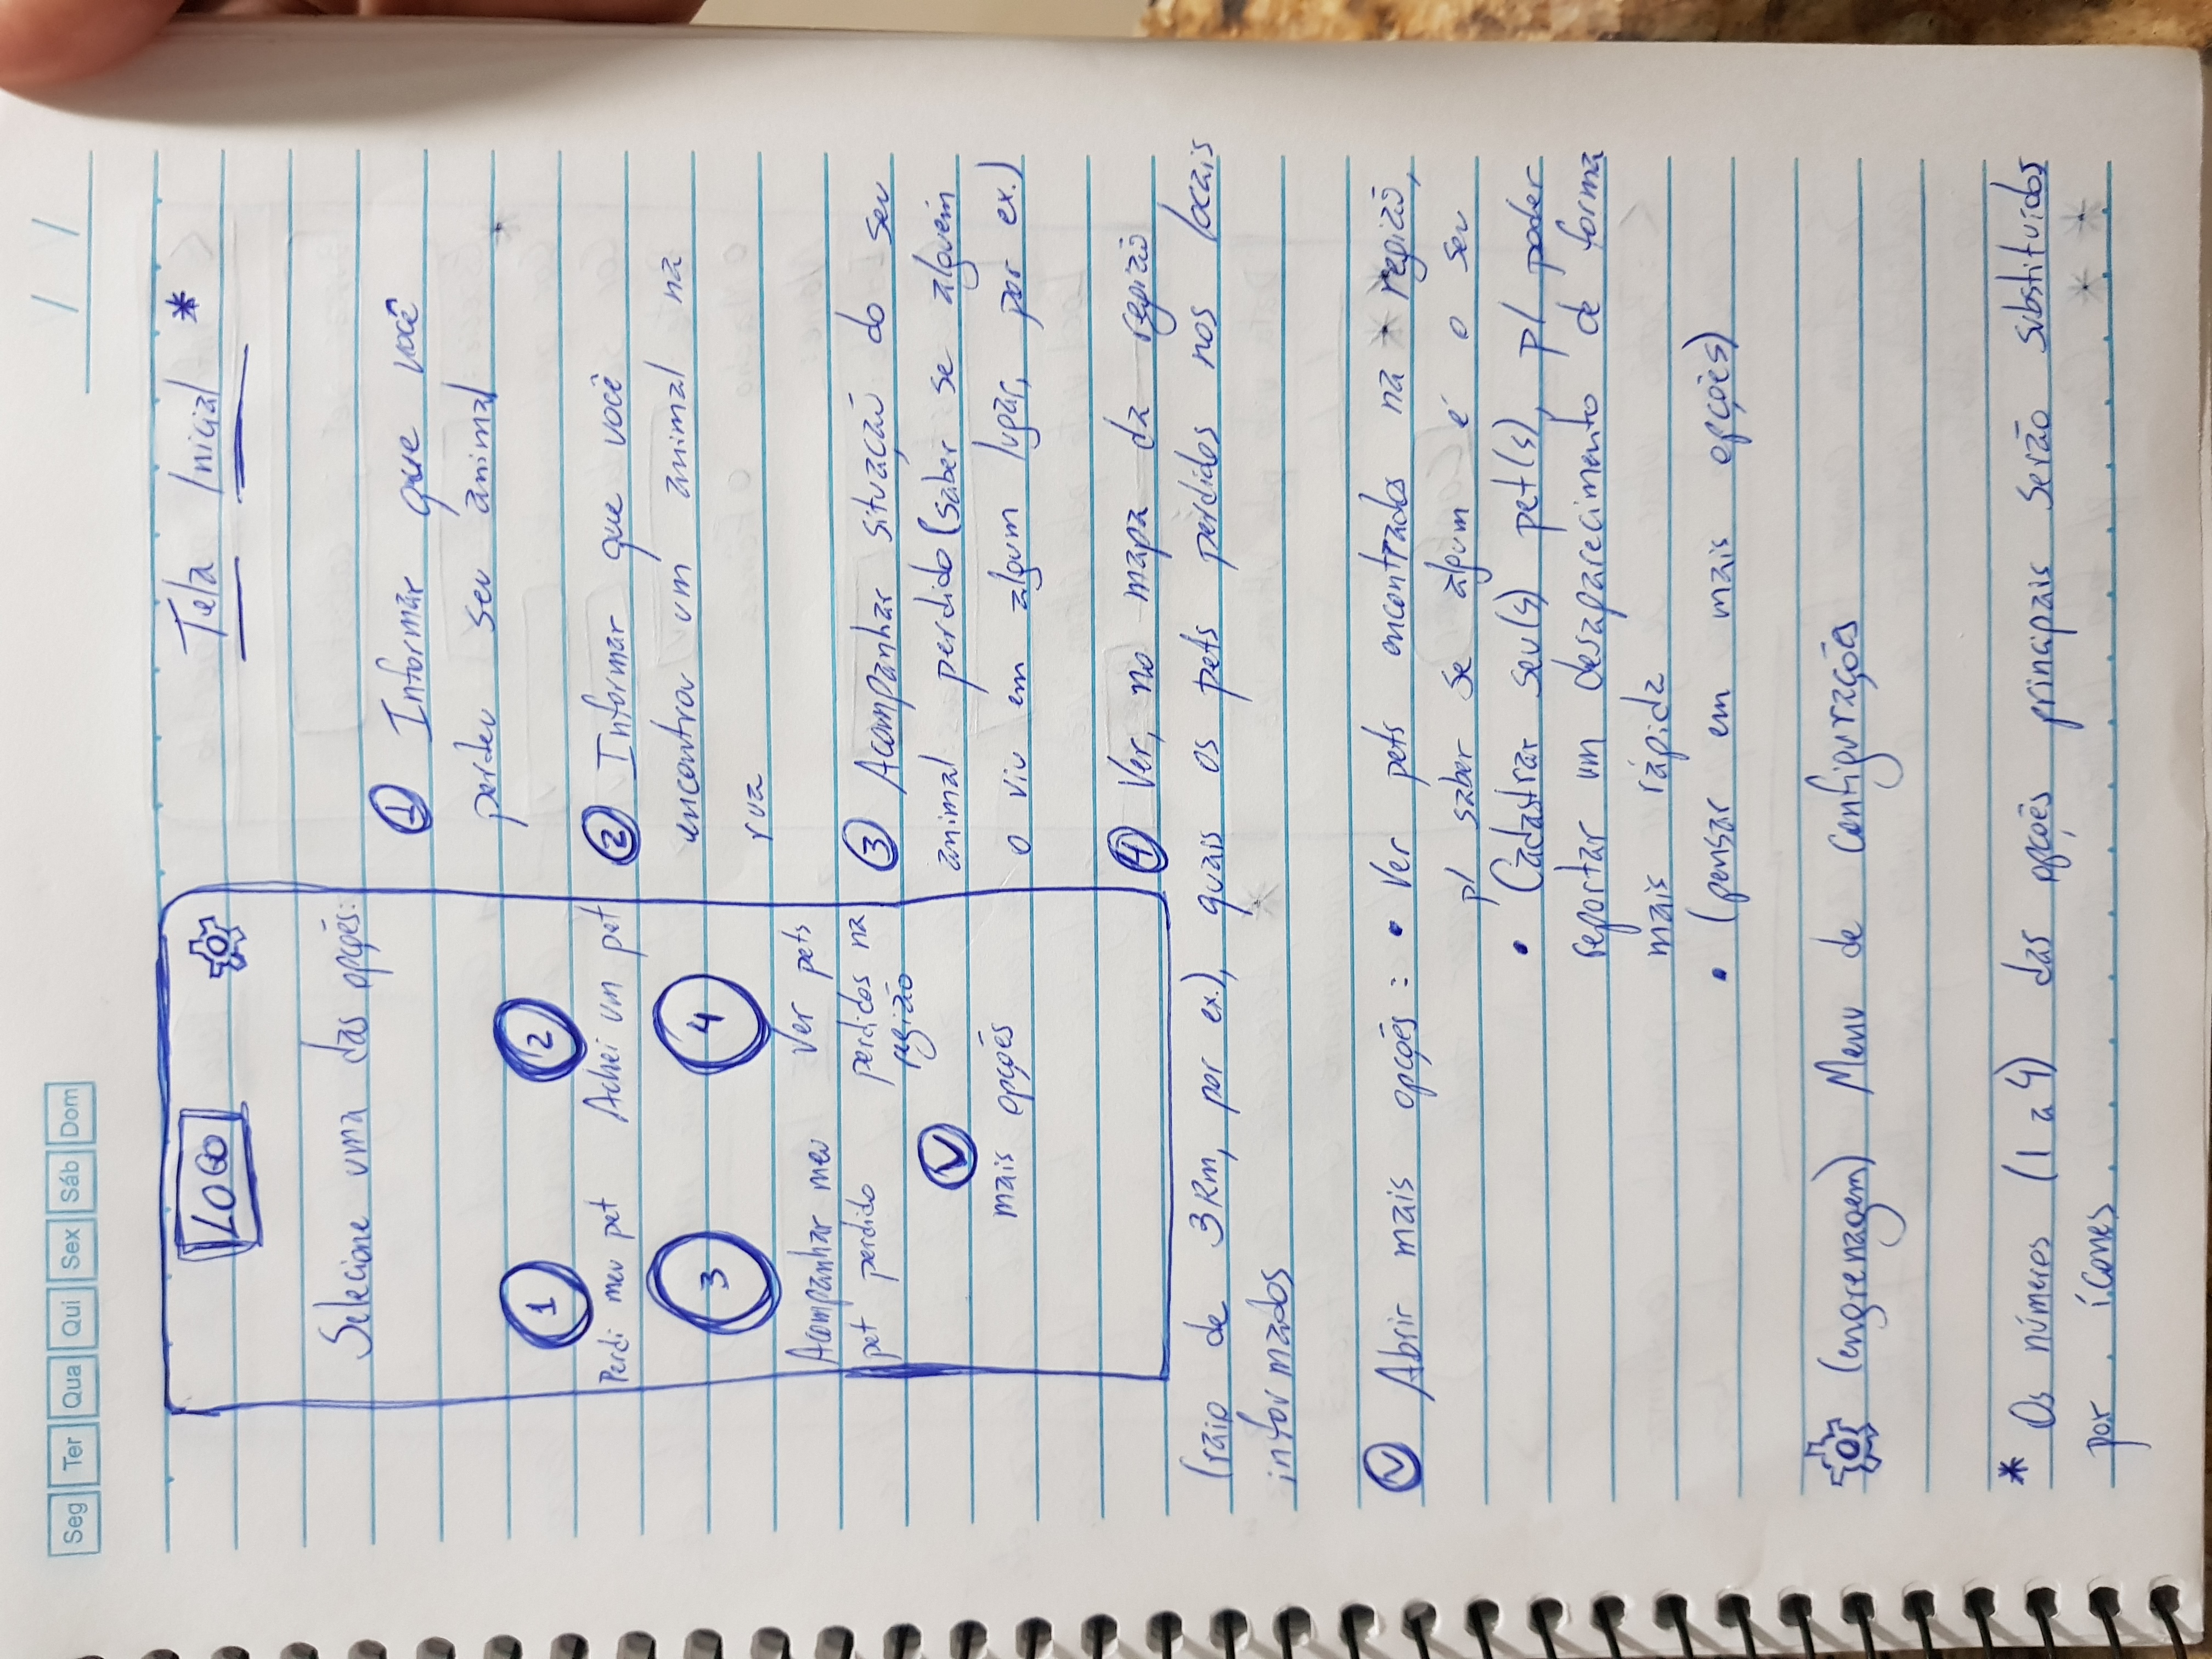 Seg Ter Qua Qui Sex Sáb Dom
/ /
LOGO
Selecione uma das opções:
1 2
Perdi meu pet Achei um pet
3 4
Acompanhar meu
pet perdido
Ver pets
perdidos na
região
mais opções
Tela Inicial *
1 Informar que você
perdeu seu animal
2 Informar que você
encontrou um animal na
rua
3 Acompanhar situação do seu
animal perdido (saber se alguém
o viu em algum lugar, por ex.)
4 Ver, no mapa da região
(raio de 3Km, por ex.), quais os pets perdidos nos locais
informados
Abrir mais opções: • Ver pets encontrados na região,
p/ saber se algum é o seu
• Cadastrar seu(s) pet(s), p/ poder
reportar um desaparecimento de forma
mais rápida
• (pensar em mais opções)
(engrenagem) Menu de configurações
* Os números (1 a 4) das opções principais serão substituídos
por ícones